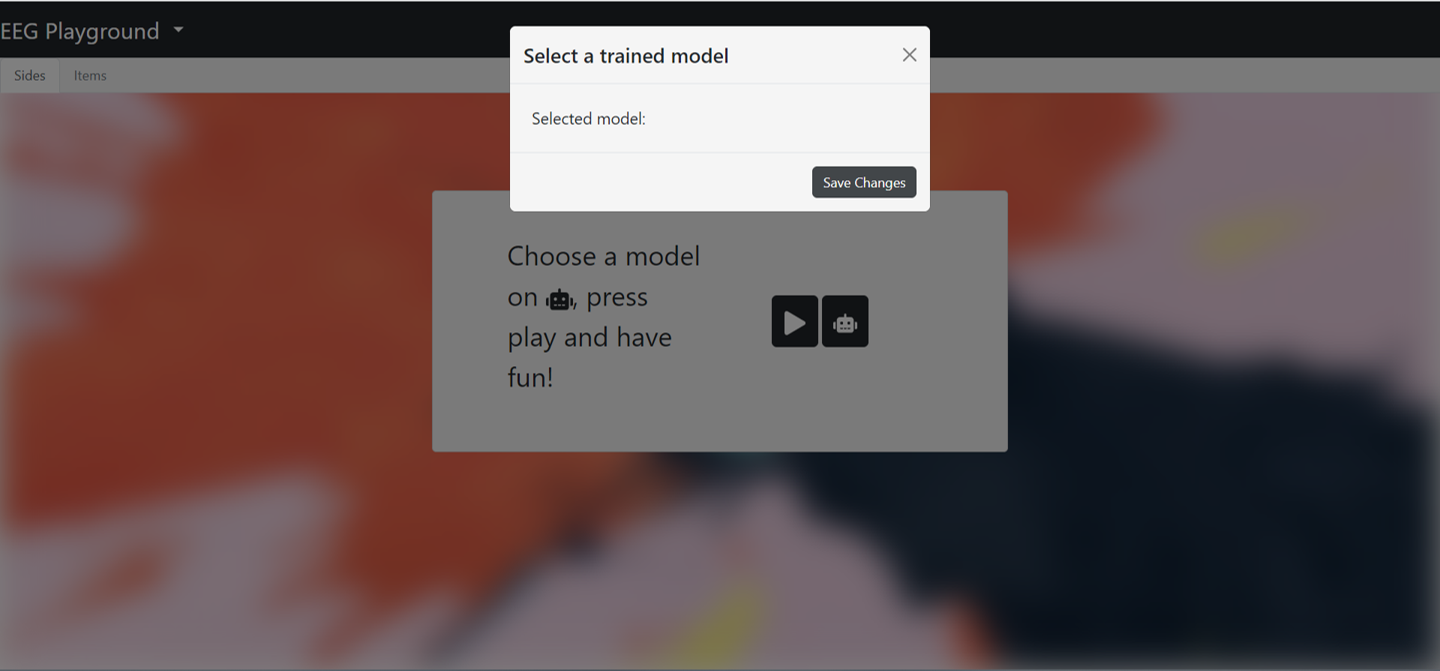 EEG Playground
Select a trained model
Sides Items
Selected model:
Save Changes
Choose a model
on , press
play and have
fun!